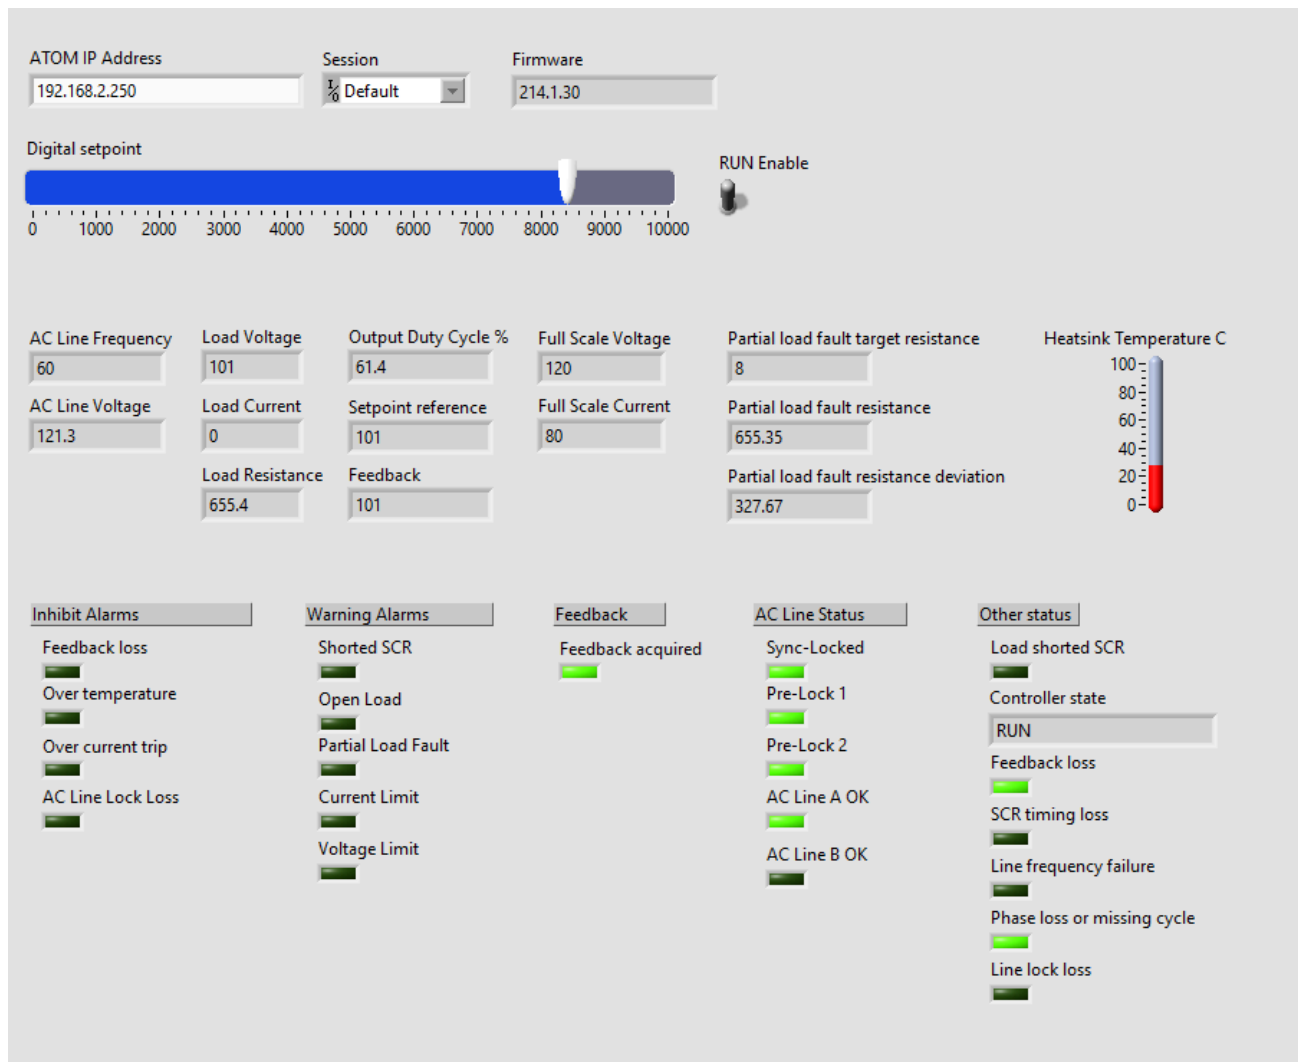 ATOM IP Address
Session
Firmware
192.168.2.250
I/O Default
214.1.30
Digital setpoint
RUN Enable
0 1000 2000 3000 4000 5000 6000 7000 8000 9000 10000
AC Line Frequency
60
AC Line Voltage
121.3
Load Voltage
101
Load Current
0
Load Resistance
655.4
Output Duty Cycle %
61.4
Setpoint reference
101
Feedback
101
Full Scale Voltage
120
Full Scale Current
80
Partial load fault target resistance
8
Partial load fault resistance
655.35
Partial load fault resistance deviation
327.67
Heatsink Temperature C
100
80
60
40
20
0
Inhibit Alarms
Feedback loss
Over temperature
Over current trip
AC Line Lock Loss
Warning Alarms
Shorted SCR
Open Load
Partial Load Fault
Current Limit
Voltage Limit
Feedback
Feedback acquired
AC Line Status
Sync-Locked
Pre-Lock 1
Pre-Lock 2
AC Line A OK
AC Line B OK
Other status
Load shorted SCR
Controller state
RUN
Feedback loss
SCR timing loss
Line frequency failure
Phase loss or missing cycle
Line lock loss